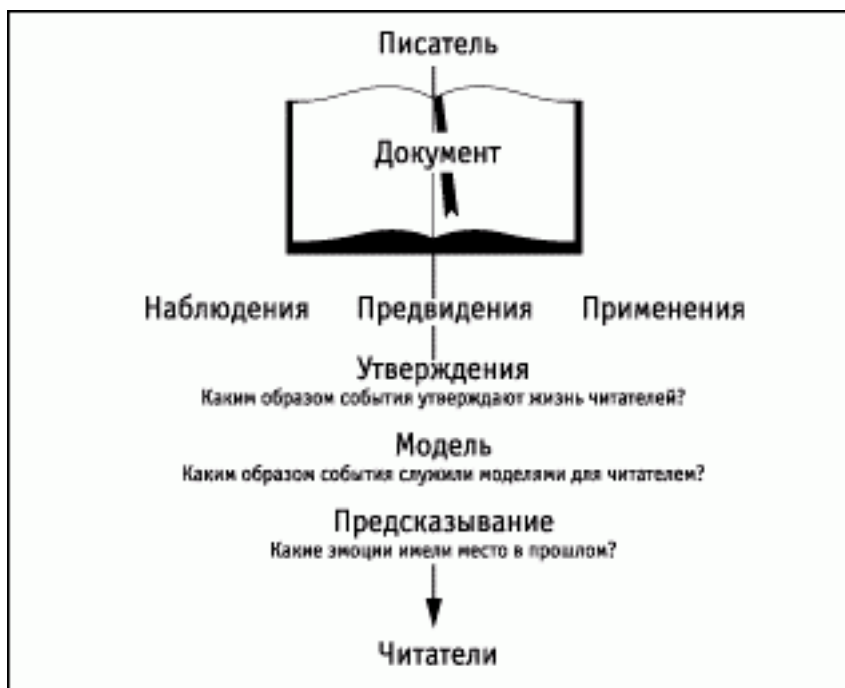 Писатель
Документ
Наблюдения Предвидения Применения
Утверждения
Каким образом события утверждают жизнь читателей?
Модель
Каким образом события служили моделями для читателем?
Предсказывание
Какие эмоции имели место в прошлом?
Читатели